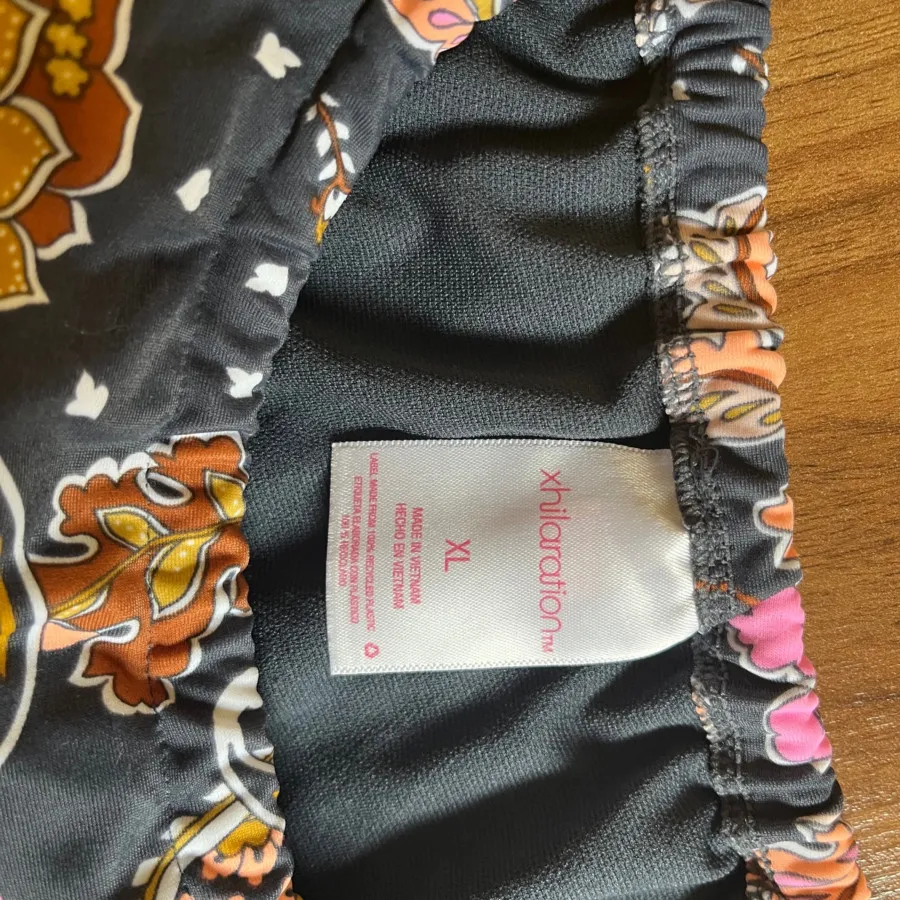 xhilaration™
XL
MADE IN VIETNAM
HECHO EN VIETNAM
LABEL MADE FROM 100% RECYCLED PLASTIC
ETIQUETA ELABORADA CON PLÁSTICO
100 % RECICLADO